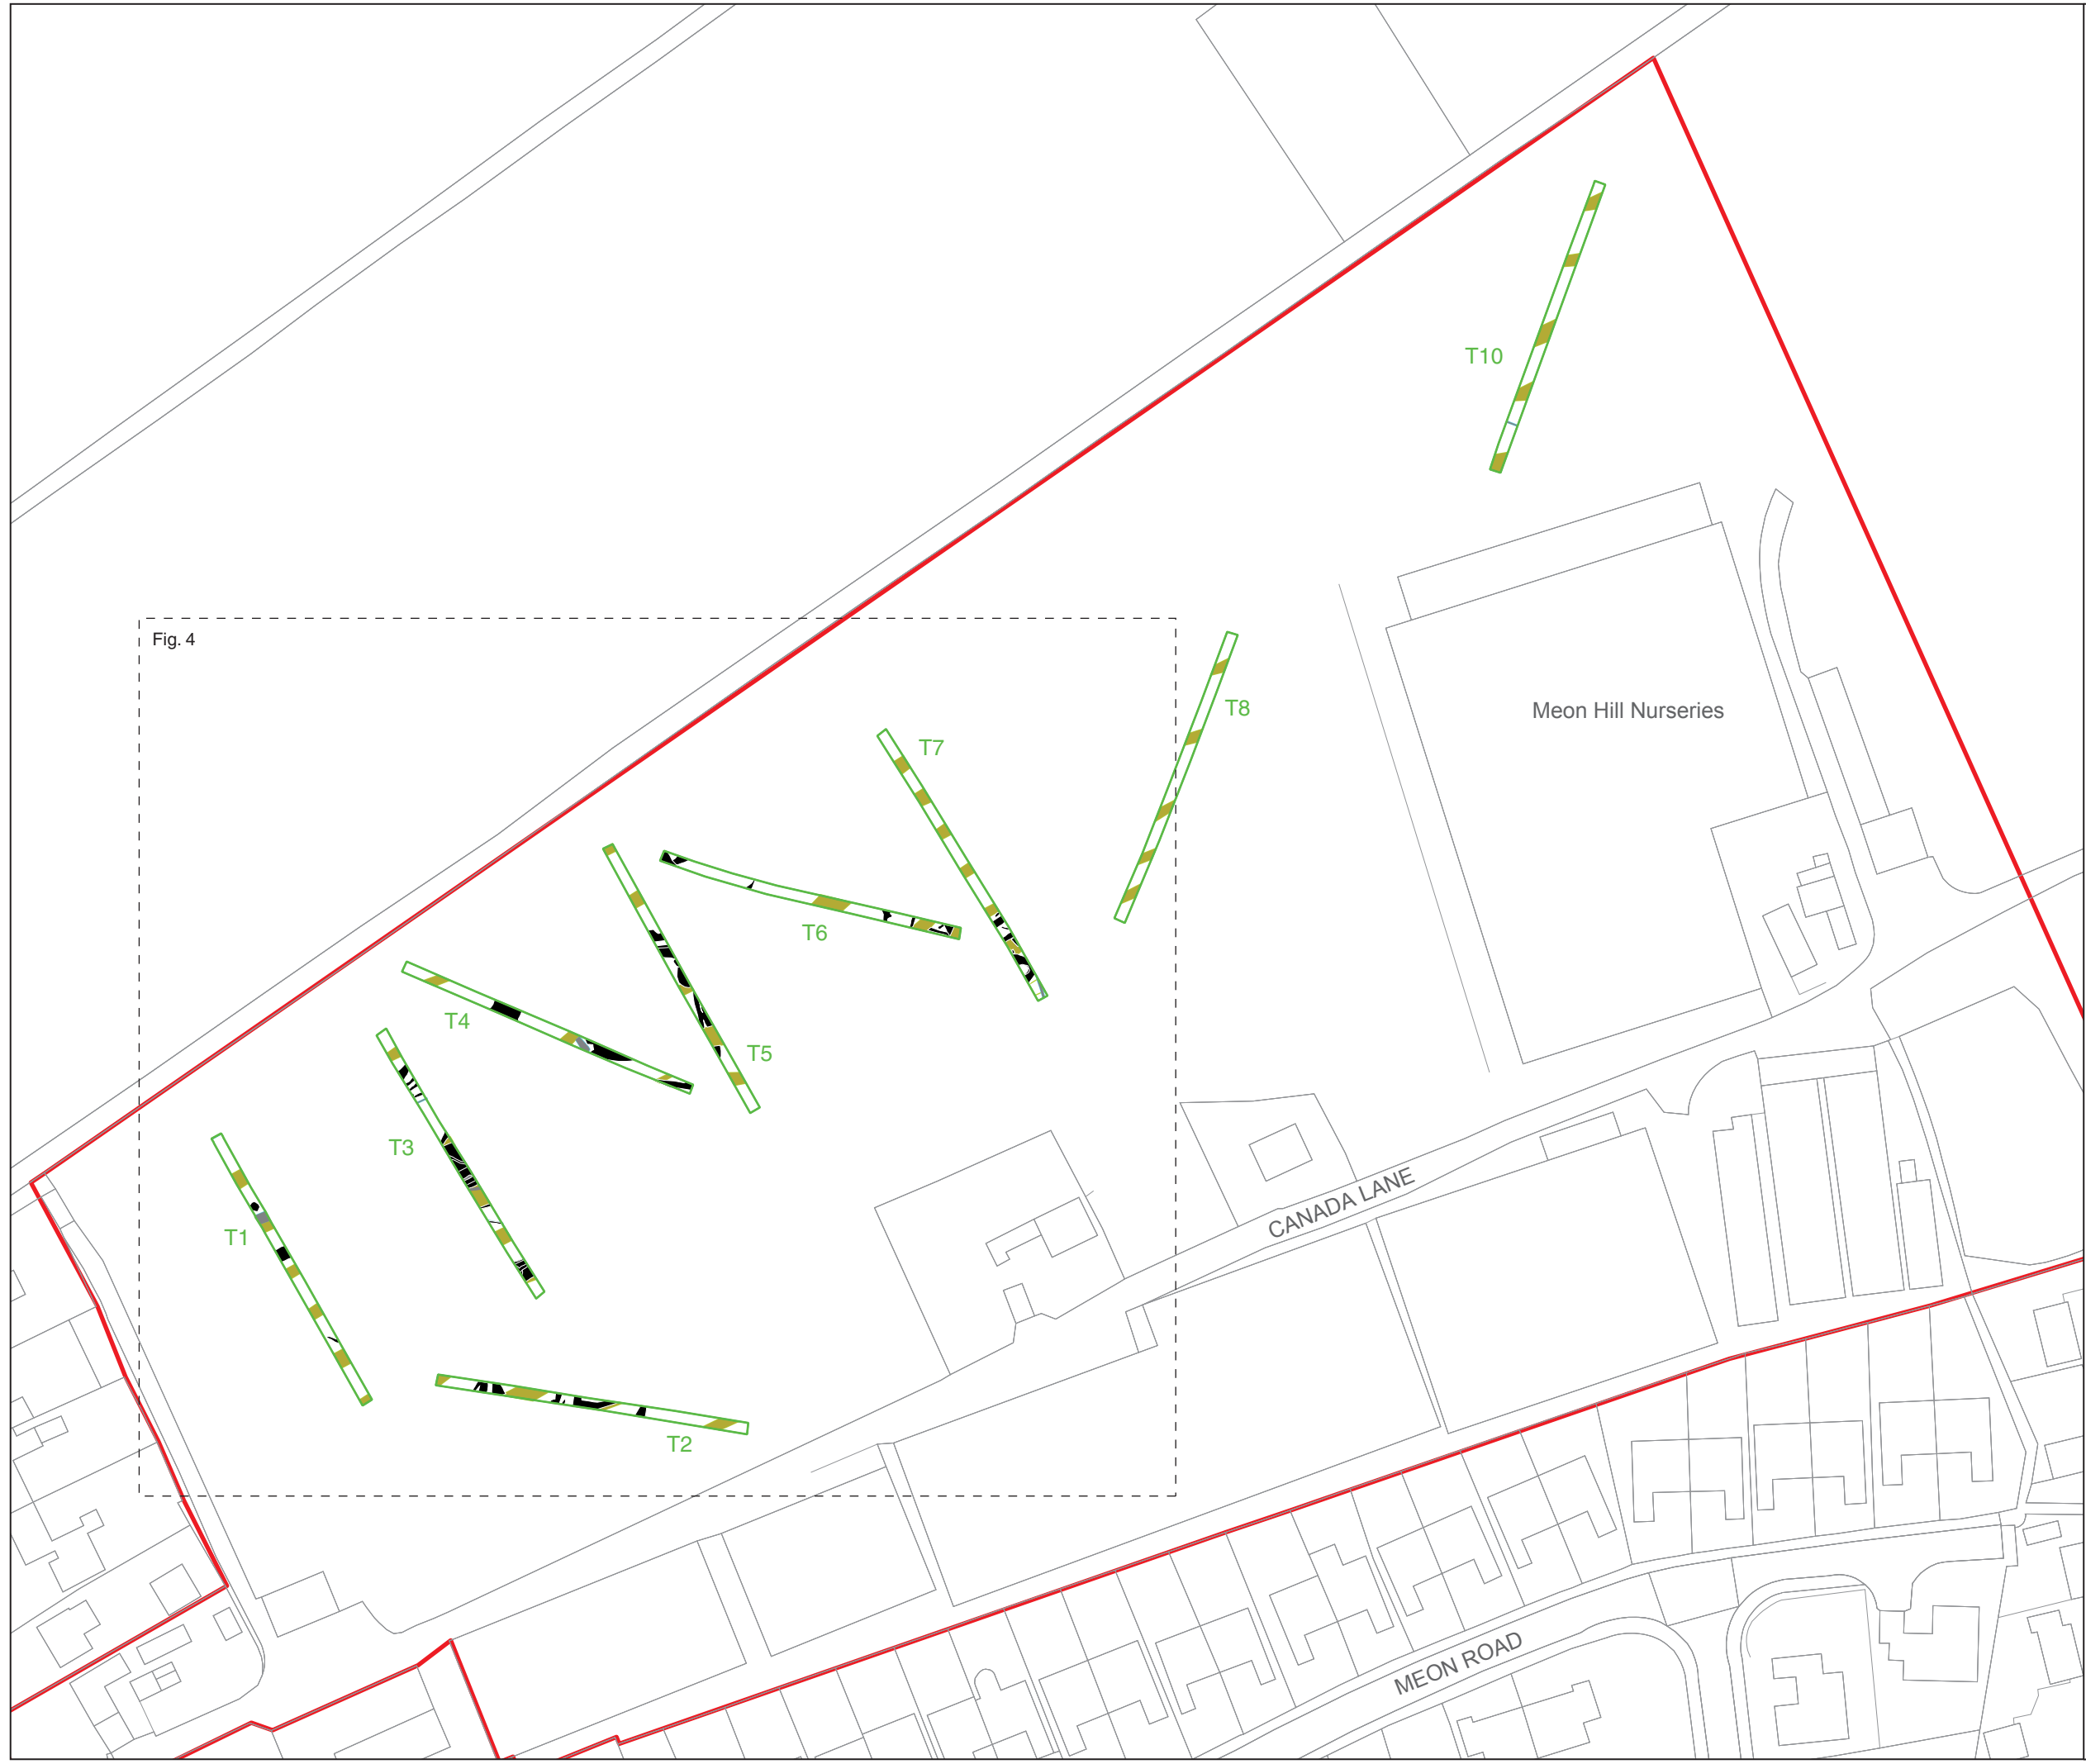 T10
Fig. 4
T8
Meon Hill Nurseries
T7
T6
T4
T5
T3
CANADA LANE
T1
T2
MEON ROAD